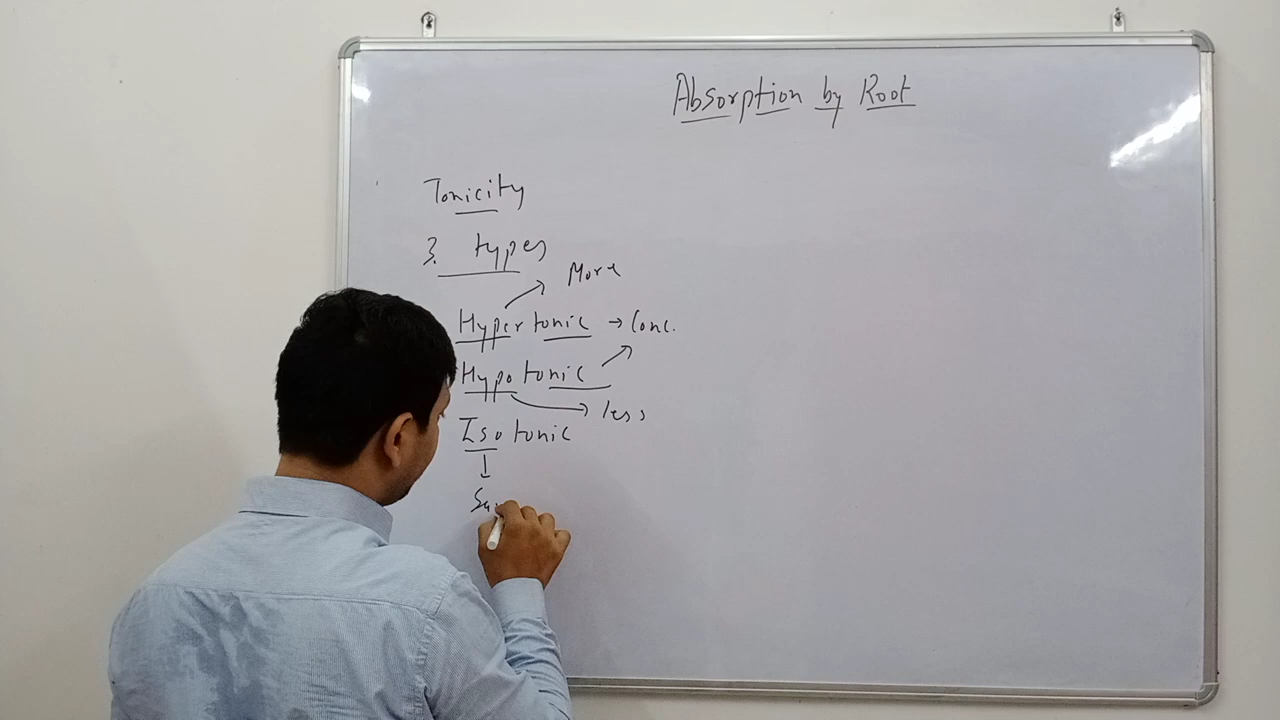 Absorption by Root
Tonicity
3. types
More
Hypertonic → Conc.
Hypotonic
less
Isotonic